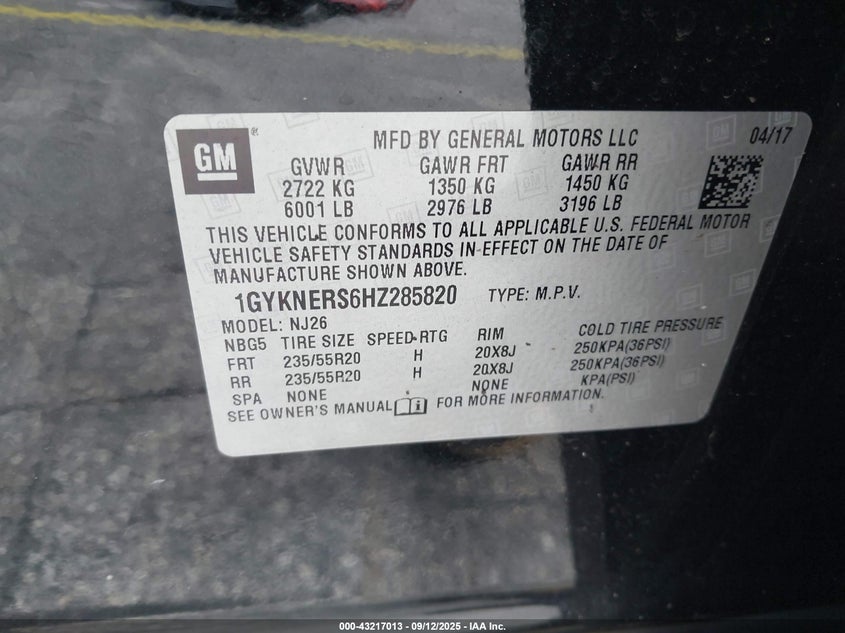 GM ®
MFD BY GENERAL MOTORS LLC 04/17
GVWR GAWR FRT GAWR RR
2722 KG 1350 KG 1450 KG
6001 LB 2976 LB 3196 LB
THIS VEHICLE CONFORMS TO ALL APPLICABLE U.S. FEDERAL MOTOR
VEHICLE SAFETY STANDARDS IN EFFECT ON THE DATE OF
MANUFACTURE SHOWN ABOVE.
1GYKNERS6HZ285820 TYPE: M.P.V.
MODEL: NJ26
NBG5 TIRE SIZE SPEED RTG RIM COLD TIRE PRESSURE
FRT 235/55R20 H 20X8J 250KPA(36PSI)
RR 235/55R20 H 20X8J 250KPA(36PSI)
SPA NONE NONE KPA(PSI)
SEE OWNER'S MANUAL FOR MORE INFORMATION.
000-43217013 - 09/12/2025 - IAA Inc.